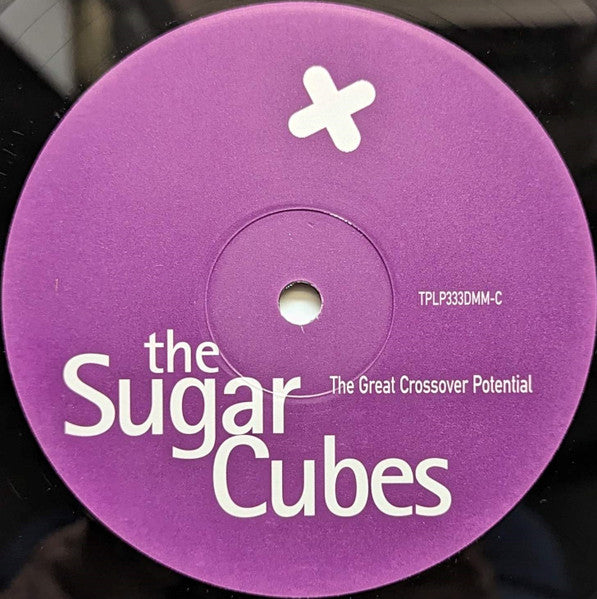 TPLP333DMM-C
the
Sugar
Cubes
The Great Crossover Potential